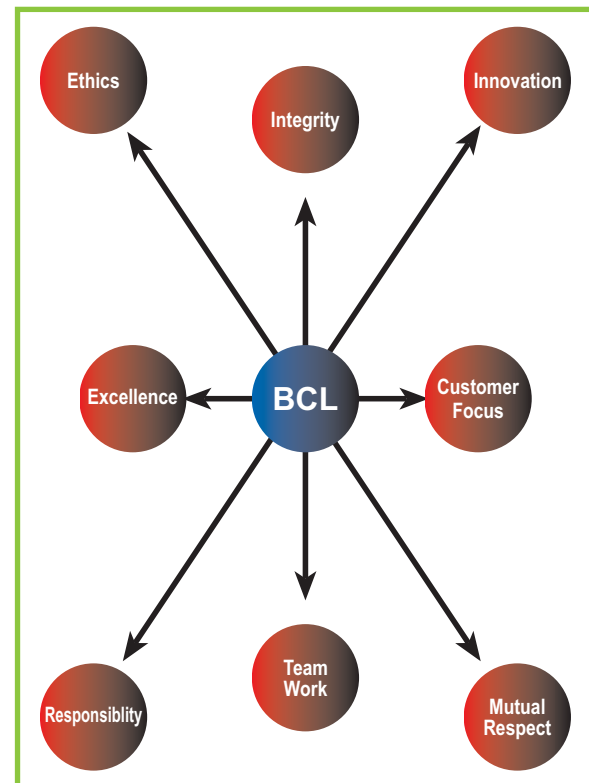 Ethics
Integrity
Innovation
Excellence
BCL
Customer
Focus
Responsiblity
Team
Work
Mutual
Respect